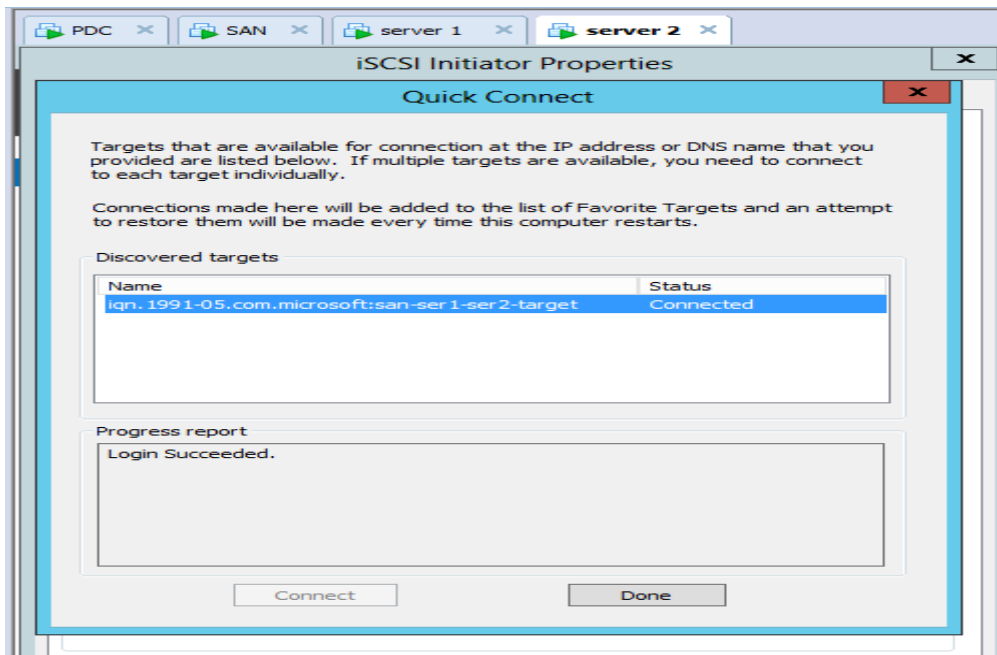 PDC SAN server 1 server 2
iSCSI Initiator Properties
Quick Connect
Targets that are available for connection at the IP address or DNS name that you
provided are listed below. If multiple targets are available, you need to connect
to each target individually.
Connections made here will be added to the list of Favorite Targets and an attempt
to restore them will be made every time this computer restarts.
Discovered targets
Name Status
iqn.1991-05.com.microsoft:san-ser1-ser2-target Connected
Progress report
Login Succeeded.
Connect Done